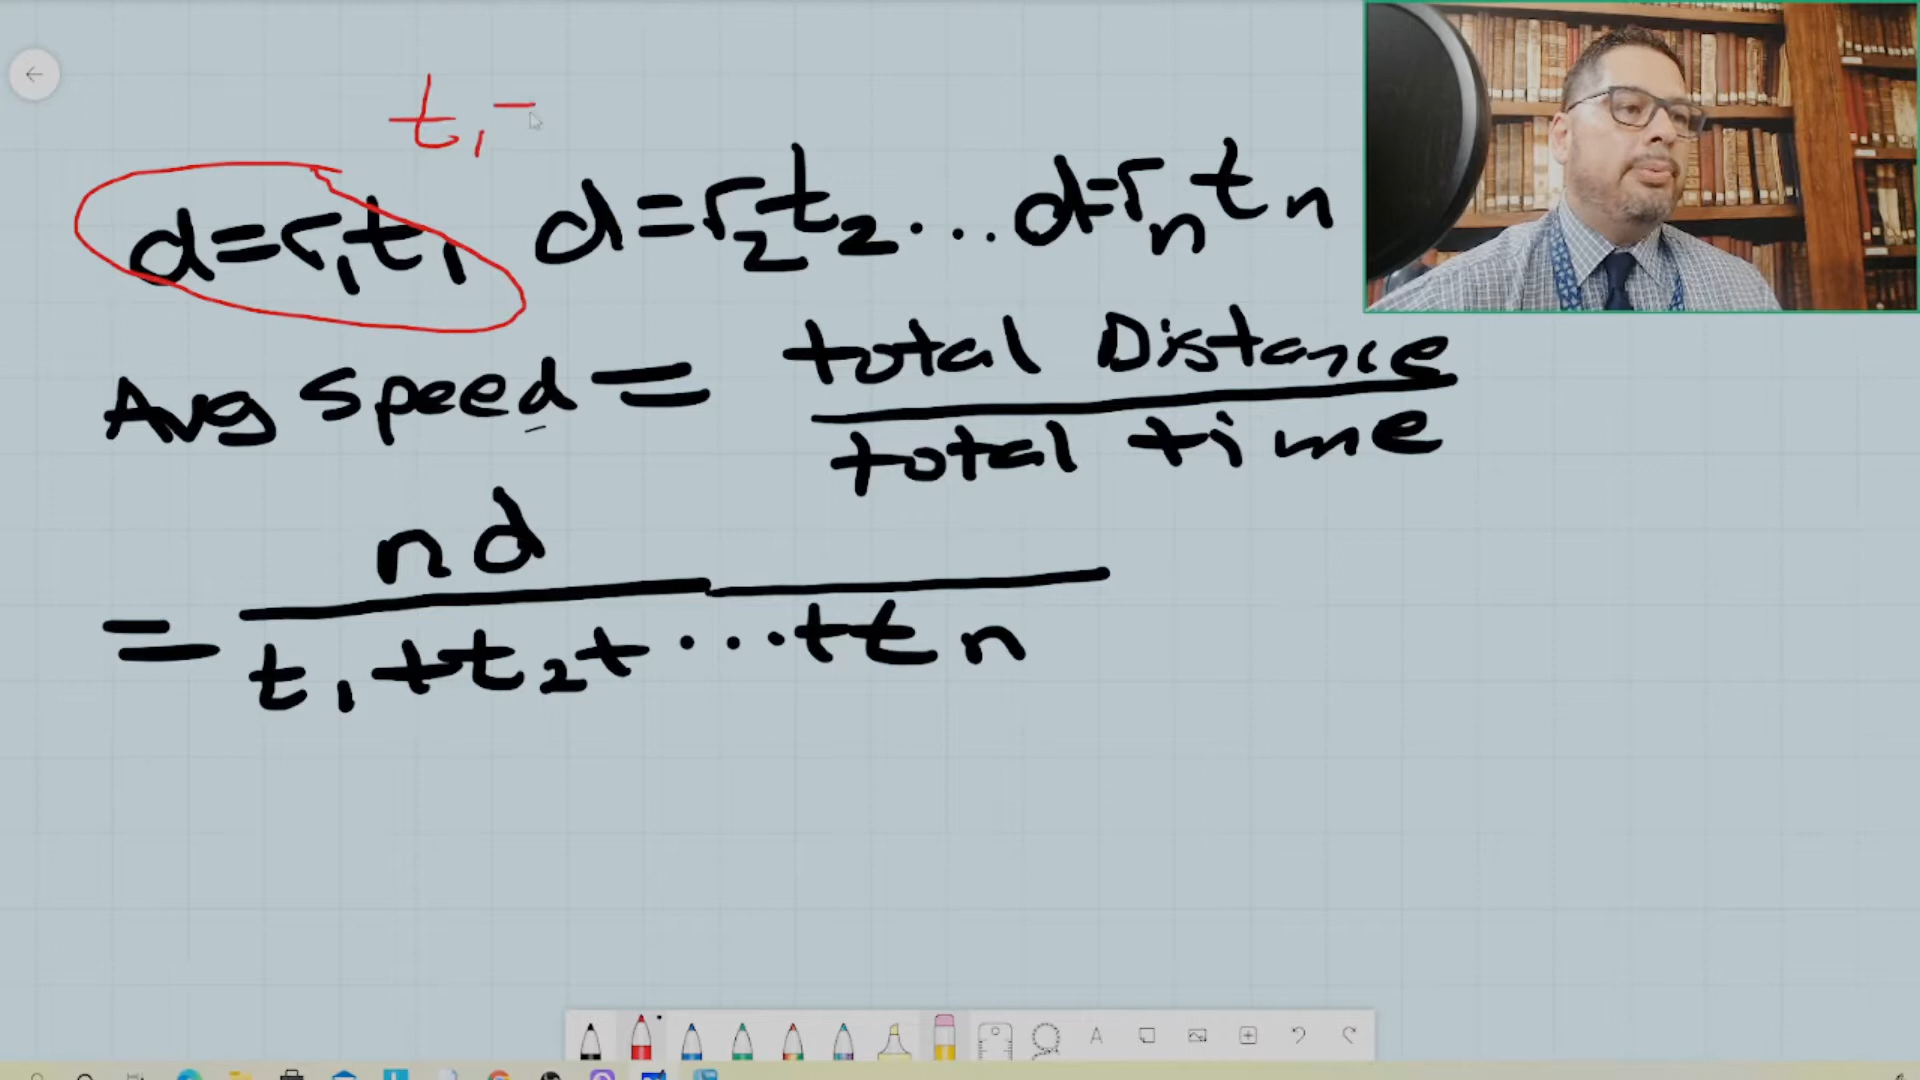 t₁ -
d=r₁t₁ d=r₂t₂...d=rₙtₙ
Avg Speed = total Distance
total time
nd
= t₁+t₂+...+tₙ
A